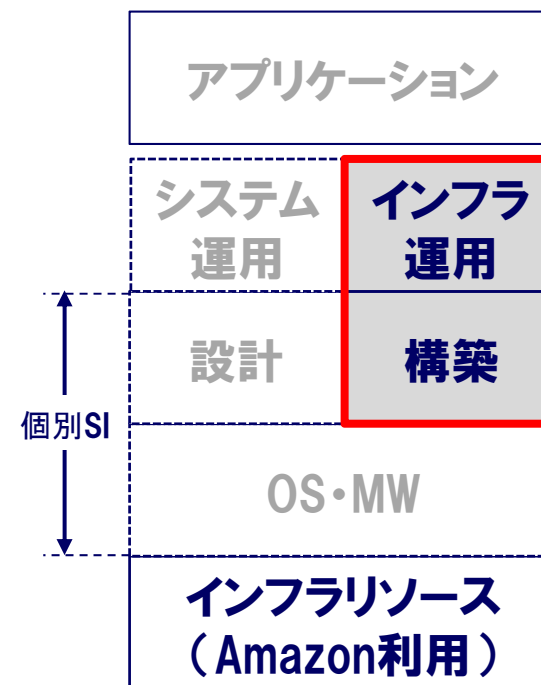 アプリケーション
システム
運用
インフラ
運用
設計
構築
個別SI
OS・MW
インフラリソース
（Amazon利用）